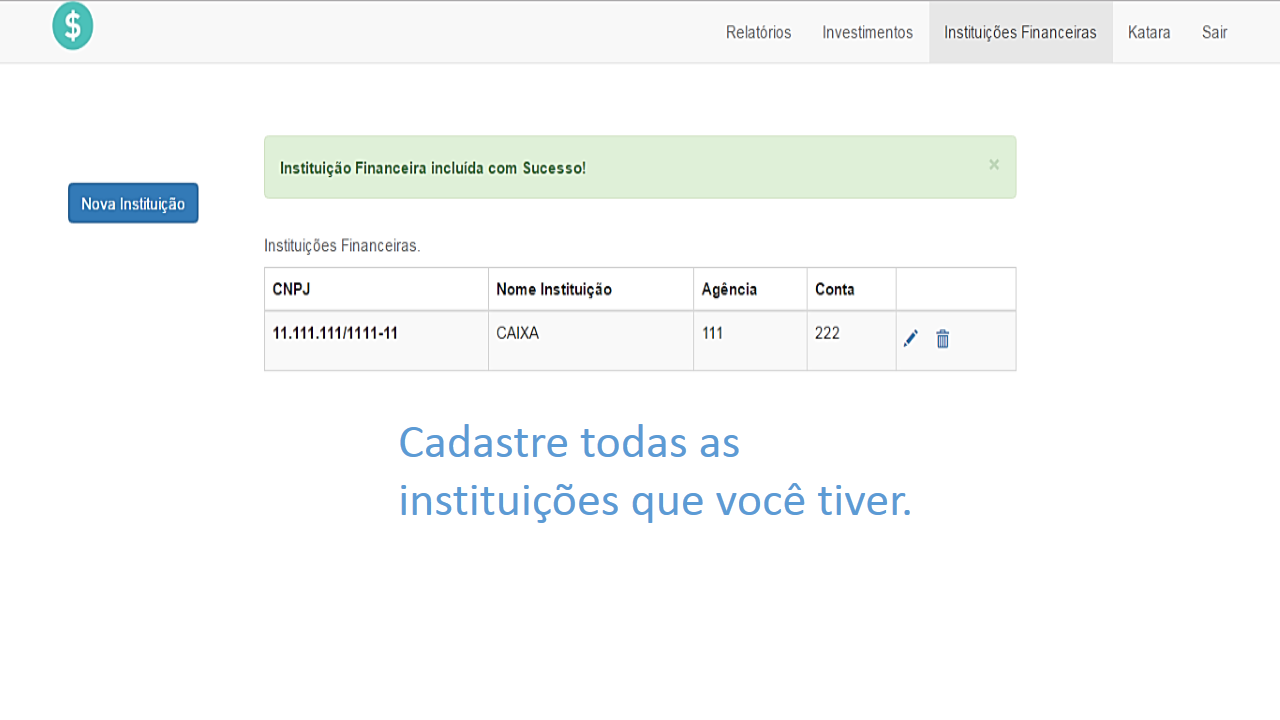 $
Relatórios Investimentos Instituições Financeiras Katara Sair
Instituição Financeira incluída com Sucesso! ×
Nova Instituição
Instituições Financeiras.
CNPJ Nome Instituição Agência Conta
11.111.111/1111-11 CAIXA 111 222
Cadastre todas as
instituições que você tiver.